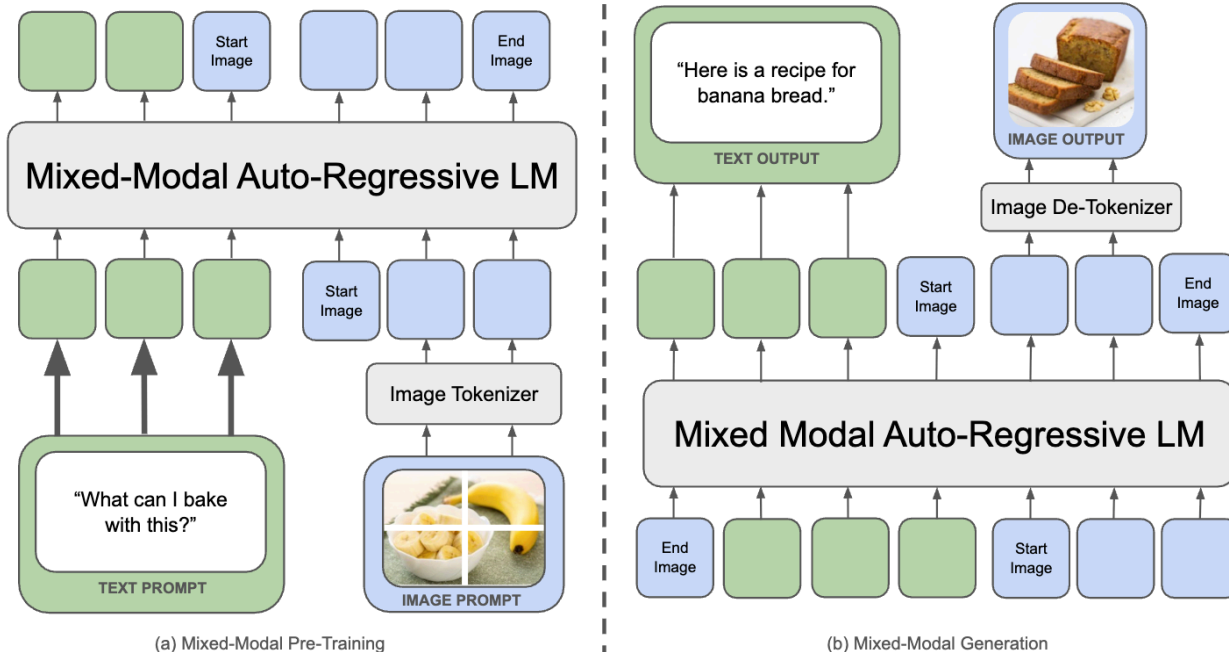 Start
Image
End
Image
Mixed-Modal Auto-Regressive LM
Start
Image
Image Tokenizer
“What can I bake
with this?”
TEXT PROMPT
IMAGE PROMPT
(a) Mixed-Modal Pre-Training
“Here is a recipe for
banana bread.”
TEXT OUTPUT
IMAGE OUTPUT
Image De-Tokenizer
Start
Image
End
Image
Mixed Modal Auto-Regressive LM
End
Image
Start
Image
(b) Mixed-Modal Generation